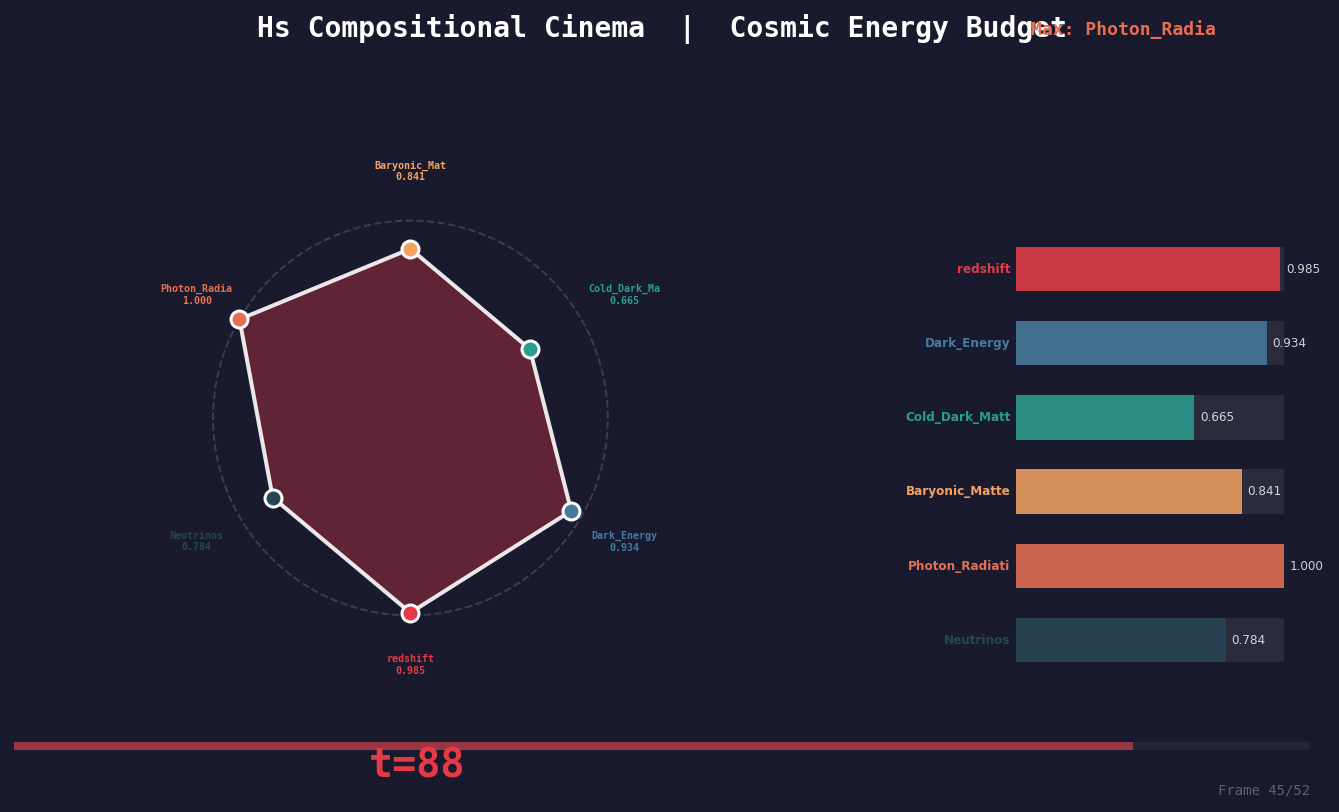 Hs Compositional Cinema | Cosmic Energy Budget
Max: Photon_Radia
Baryonic_Mat
0.841
Photon_Radia
1.000
Cold_Dark_Ma
0.665
Neutrinos
0.784
Dark_Energy
0.934
redshift
0.985
redshift 0.985
Dark_Energy 0.934
Cold_Dark_Matt 0.665
Baryonic_Matte 0.841
Photon_Radiati 1.000
Neutrinos 0.784
t=88
Frame 45/52